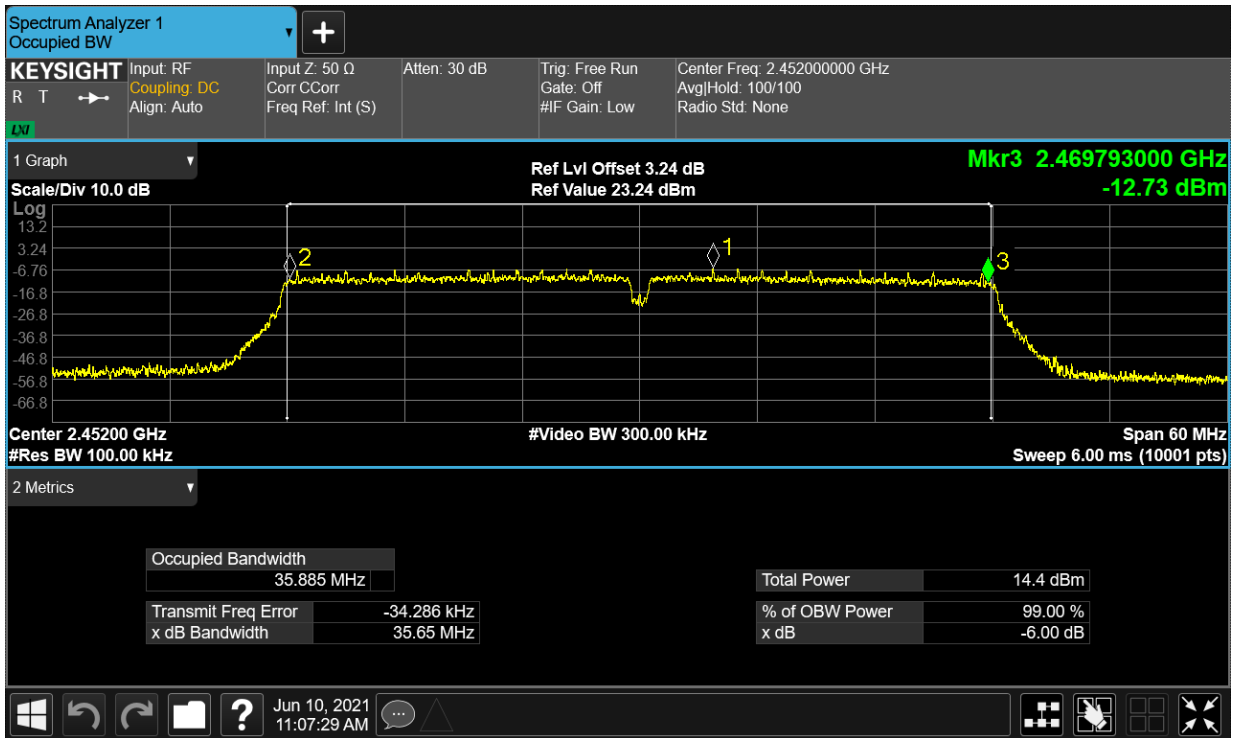 Spectrum Analyzer 1
Occupied BW
KEYSIGHT
R T
LXI
Input: RF
Coupling: DC
Align: Auto
Input Z: 50 Ω
Corr CCorr
Freq Ref: Int (S)
Atten: 30 dB
Trig: Free Run
Gate: Off
#IF Gain: Low
Center Freq: 2.452000000 GHz
Avg|Hold: 100/100
Radio Std: None
1 Graph
Scale/Div 10.0 dB
Ref Lvl Offset 3.24 dB
Ref Value 23.24 dBm
Mkr3 2.469793000 GHz
-12.73 dBm
Log
13.2
3.24
-6.76
-16.8
-26.8
-36.8
-46.8
-56.8
-66.8
2
1
3
Center 2.45200 GHz
#Video BW 300.00 kHz
Span 60 MHz
#Res BW 100.00 kHz
Sweep 6.00 ms (10001 pts)
2 Metrics
Occupied Bandwidth
35.885 MHz
Transmit Freq Error -34.286 kHz
x dB Bandwidth 35.65 MHz
Total Power 14.4 dBm
% of OBW Power 99.00 %
x dB -6.00 dB
?
Jun 10, 2021
11:07:29 AM